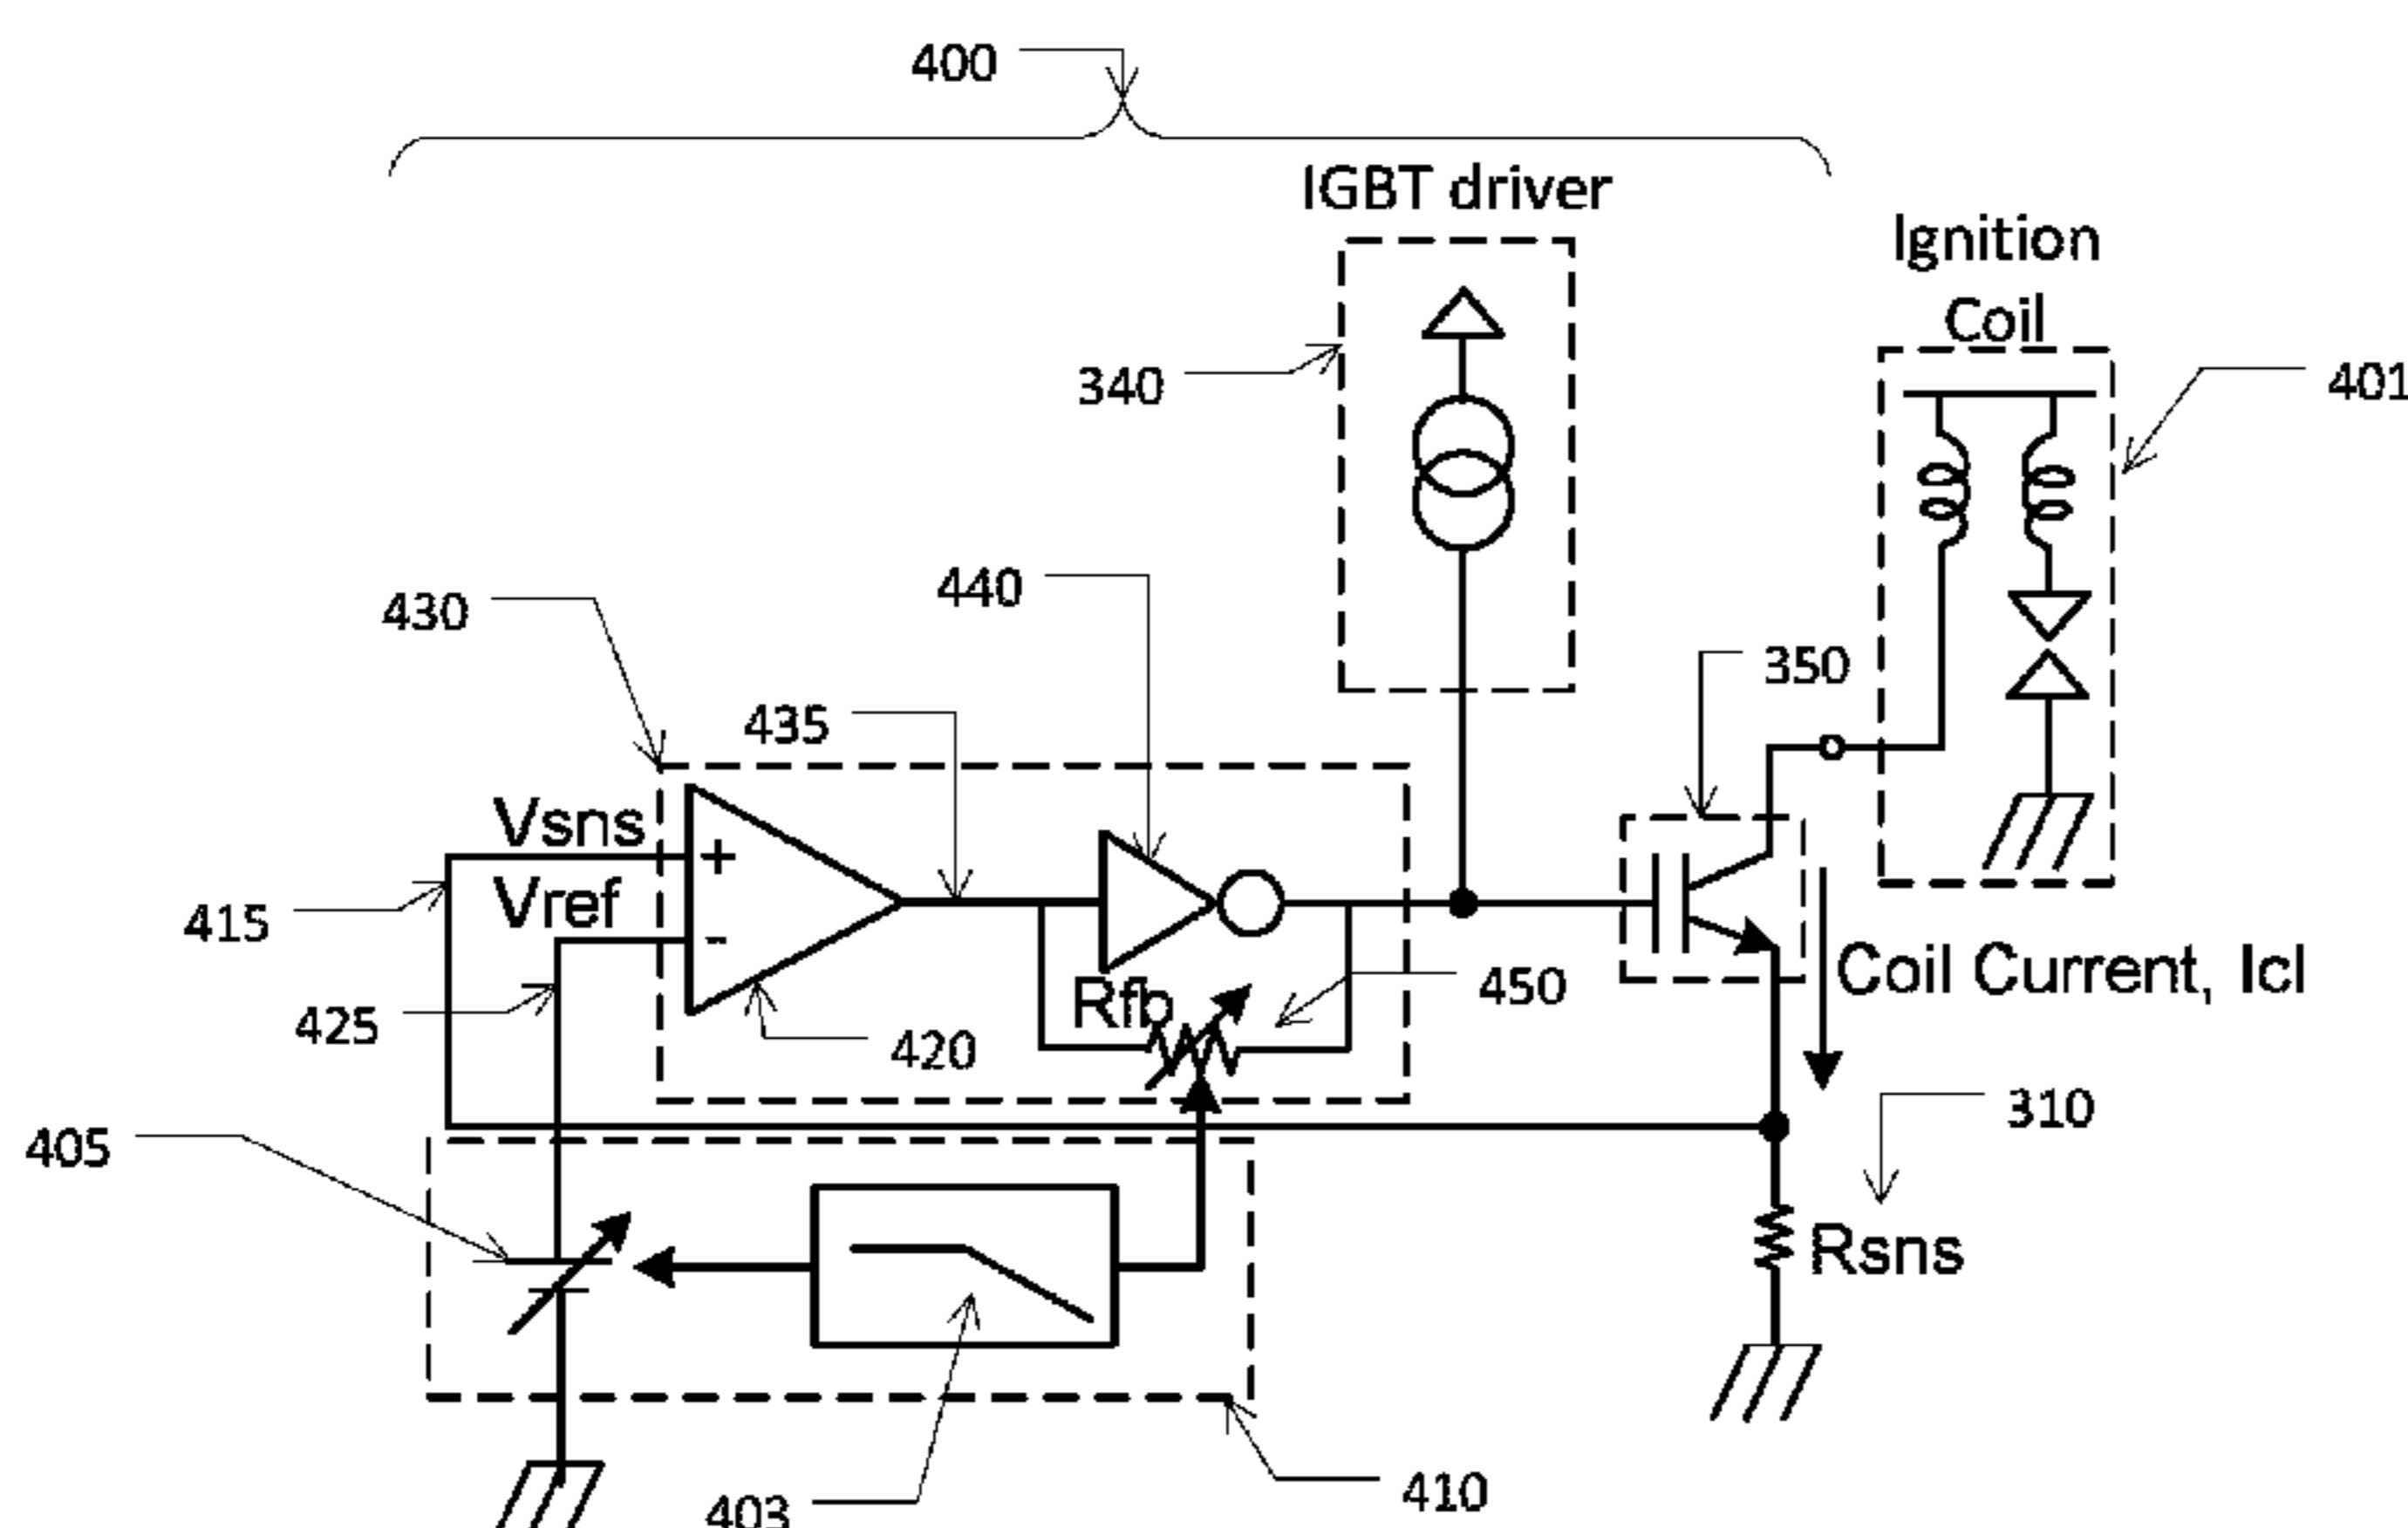 400
IGBT driver
Ignition
Coil
340
401
430
440
350
435
Vsns
+
415
Vref
-
Coil Current, Icl
Rfb
450
425
420
405
310
Rsns
403
410